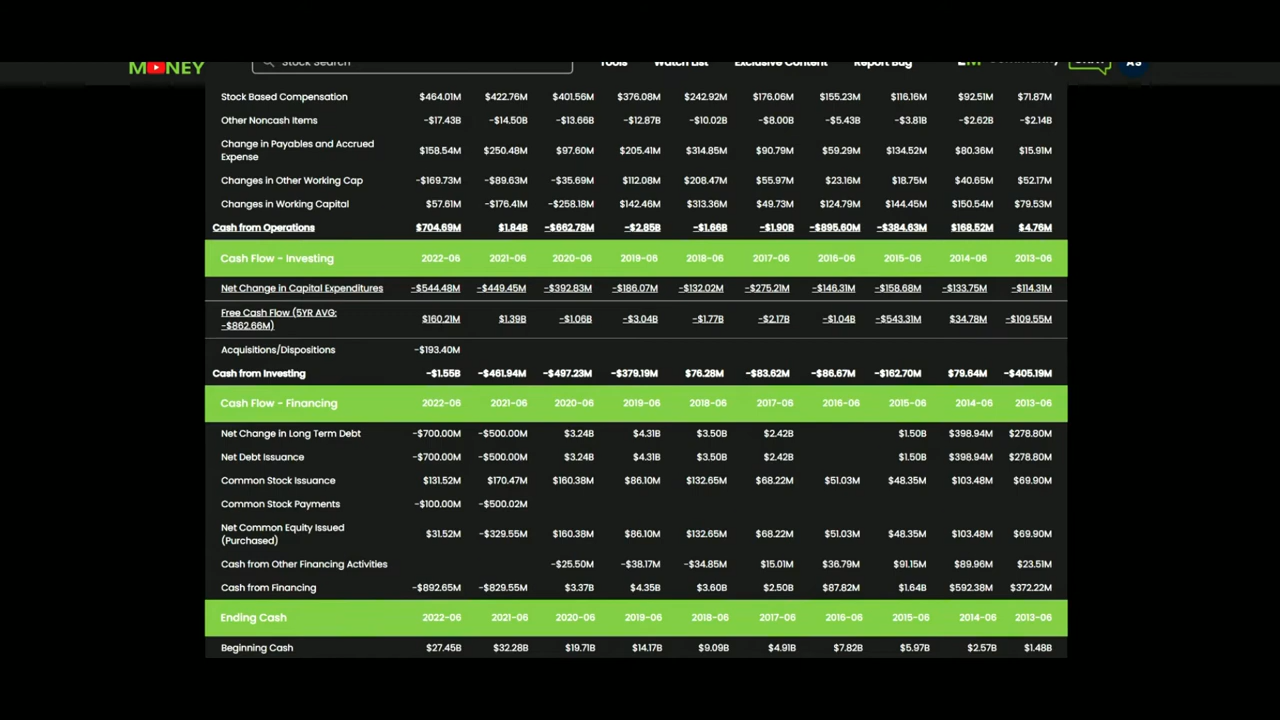 MONEY
Stock Search Tools Watch List Exclusive Content Report Bug AS
Stock Based Compensation $464.01M $422.76M $401.56M $376.08M $242.92M $176.06M $155.23M $116.16M $92.51M $71.87M
Other Noncash Items -$17.43B -$14.50B -$13.66B -$12.87B -$10.02B -$8.00B -$5.43B -$3.81B -$2.62B -$2.14B
Change in Payables and Accrued
Expense $158.54M $250.48M $97.60M $205.41M $314.85M $90.79M $59.29M $134.52M $80.36M $15.91M
Changes in Other Working Cap -$169.73M -$89.63M -$35.69M $112.08M $208.47M $55.97M $23.16M $18.75M $40.65M $52.17M
Changes in Working Capital $57.61M -$176.41M -$258.18M $142.46M $313.36M $49.73M $124.79M $144.45M $150.54M $79.53M
Cash from Operations $704.69M $1.84B -$662.78M -$2.85B -$1.66B -$1.90B -$895.60M -$384.63M $168.52M $4.76M
Cash Flow - Investing 2022-06 2021-06 2020-06 2019-06 2018-06 2017-06 2016-06 2015-06 2014-06 2013-06
Net Change in Capital Expenditures -$544.48M -$449.45M -$392.83M -$186.07M -$132.02M -$275.21M -$146.31M -$158.68M -$133.75M -$114.31M
Free Cash Flow (5YR AVG:
-$862.66M) $160.21M $1.39B -$1.06B -$3.04B -$1.77B -$2.17B -$1.04B -$543.31M $34.78M -$109.55M
Acquisitions/Dispositions -$193.40M
Cash from Investing -$1.55B -$461.94M -$497.23M -$379.19M $76.28M -$83.62M -$86.67M -$162.70M $79.64M -$405.19M
Cash Flow - Financing 2022-06 2021-06 2020-06 2019-06 2018-06 2017-06 2016-06 2015-06 2014-06 2013-06
Net Change in Long Term Debt -$700.00M -$500.00M $3.24B $4.31B $3.50B $2.42B $1.50B $398.94M $278.80M
Net Debt Issuance -$700.00M -$500.00M $3.24B $4.31B $3.50B $2.42B $1.50B $398.94M $278.80M
Common Stock Issuance $131.52M $170.47M $160.38M $86.10M $132.65M $68.22M $51.03M $48.35M $103.48M $69.90M
Common Stock Payments -$100.00M -$500.02M
Net Common Equity Issued
(Purchased) $31.52M -$329.55M $160.38M $86.10M $132.65M $68.22M $51.03M $48.35M $103.48M $69.90M
Cash from Other Financing Activities -$25.50M -$38.17M -$34.85M $15.01M $36.79M $91.15M $89.96M $23.51M
Cash from Financing -$892.65M -$829.55M $3.37B $4.35B $3.60B $2.50B $87.82M $1.64B $592.38M $372.22M
Ending Cash 2022-06 2021-06 2020-06 2019-06 2018-06 2017-06 2016-06 2015-06 2014-06 2013-06
Beginning Cash $27.45B $32.28B $19.71B $14.17B $9.09B $4.91B $7.82B $5.97B $2.57B $1.48B